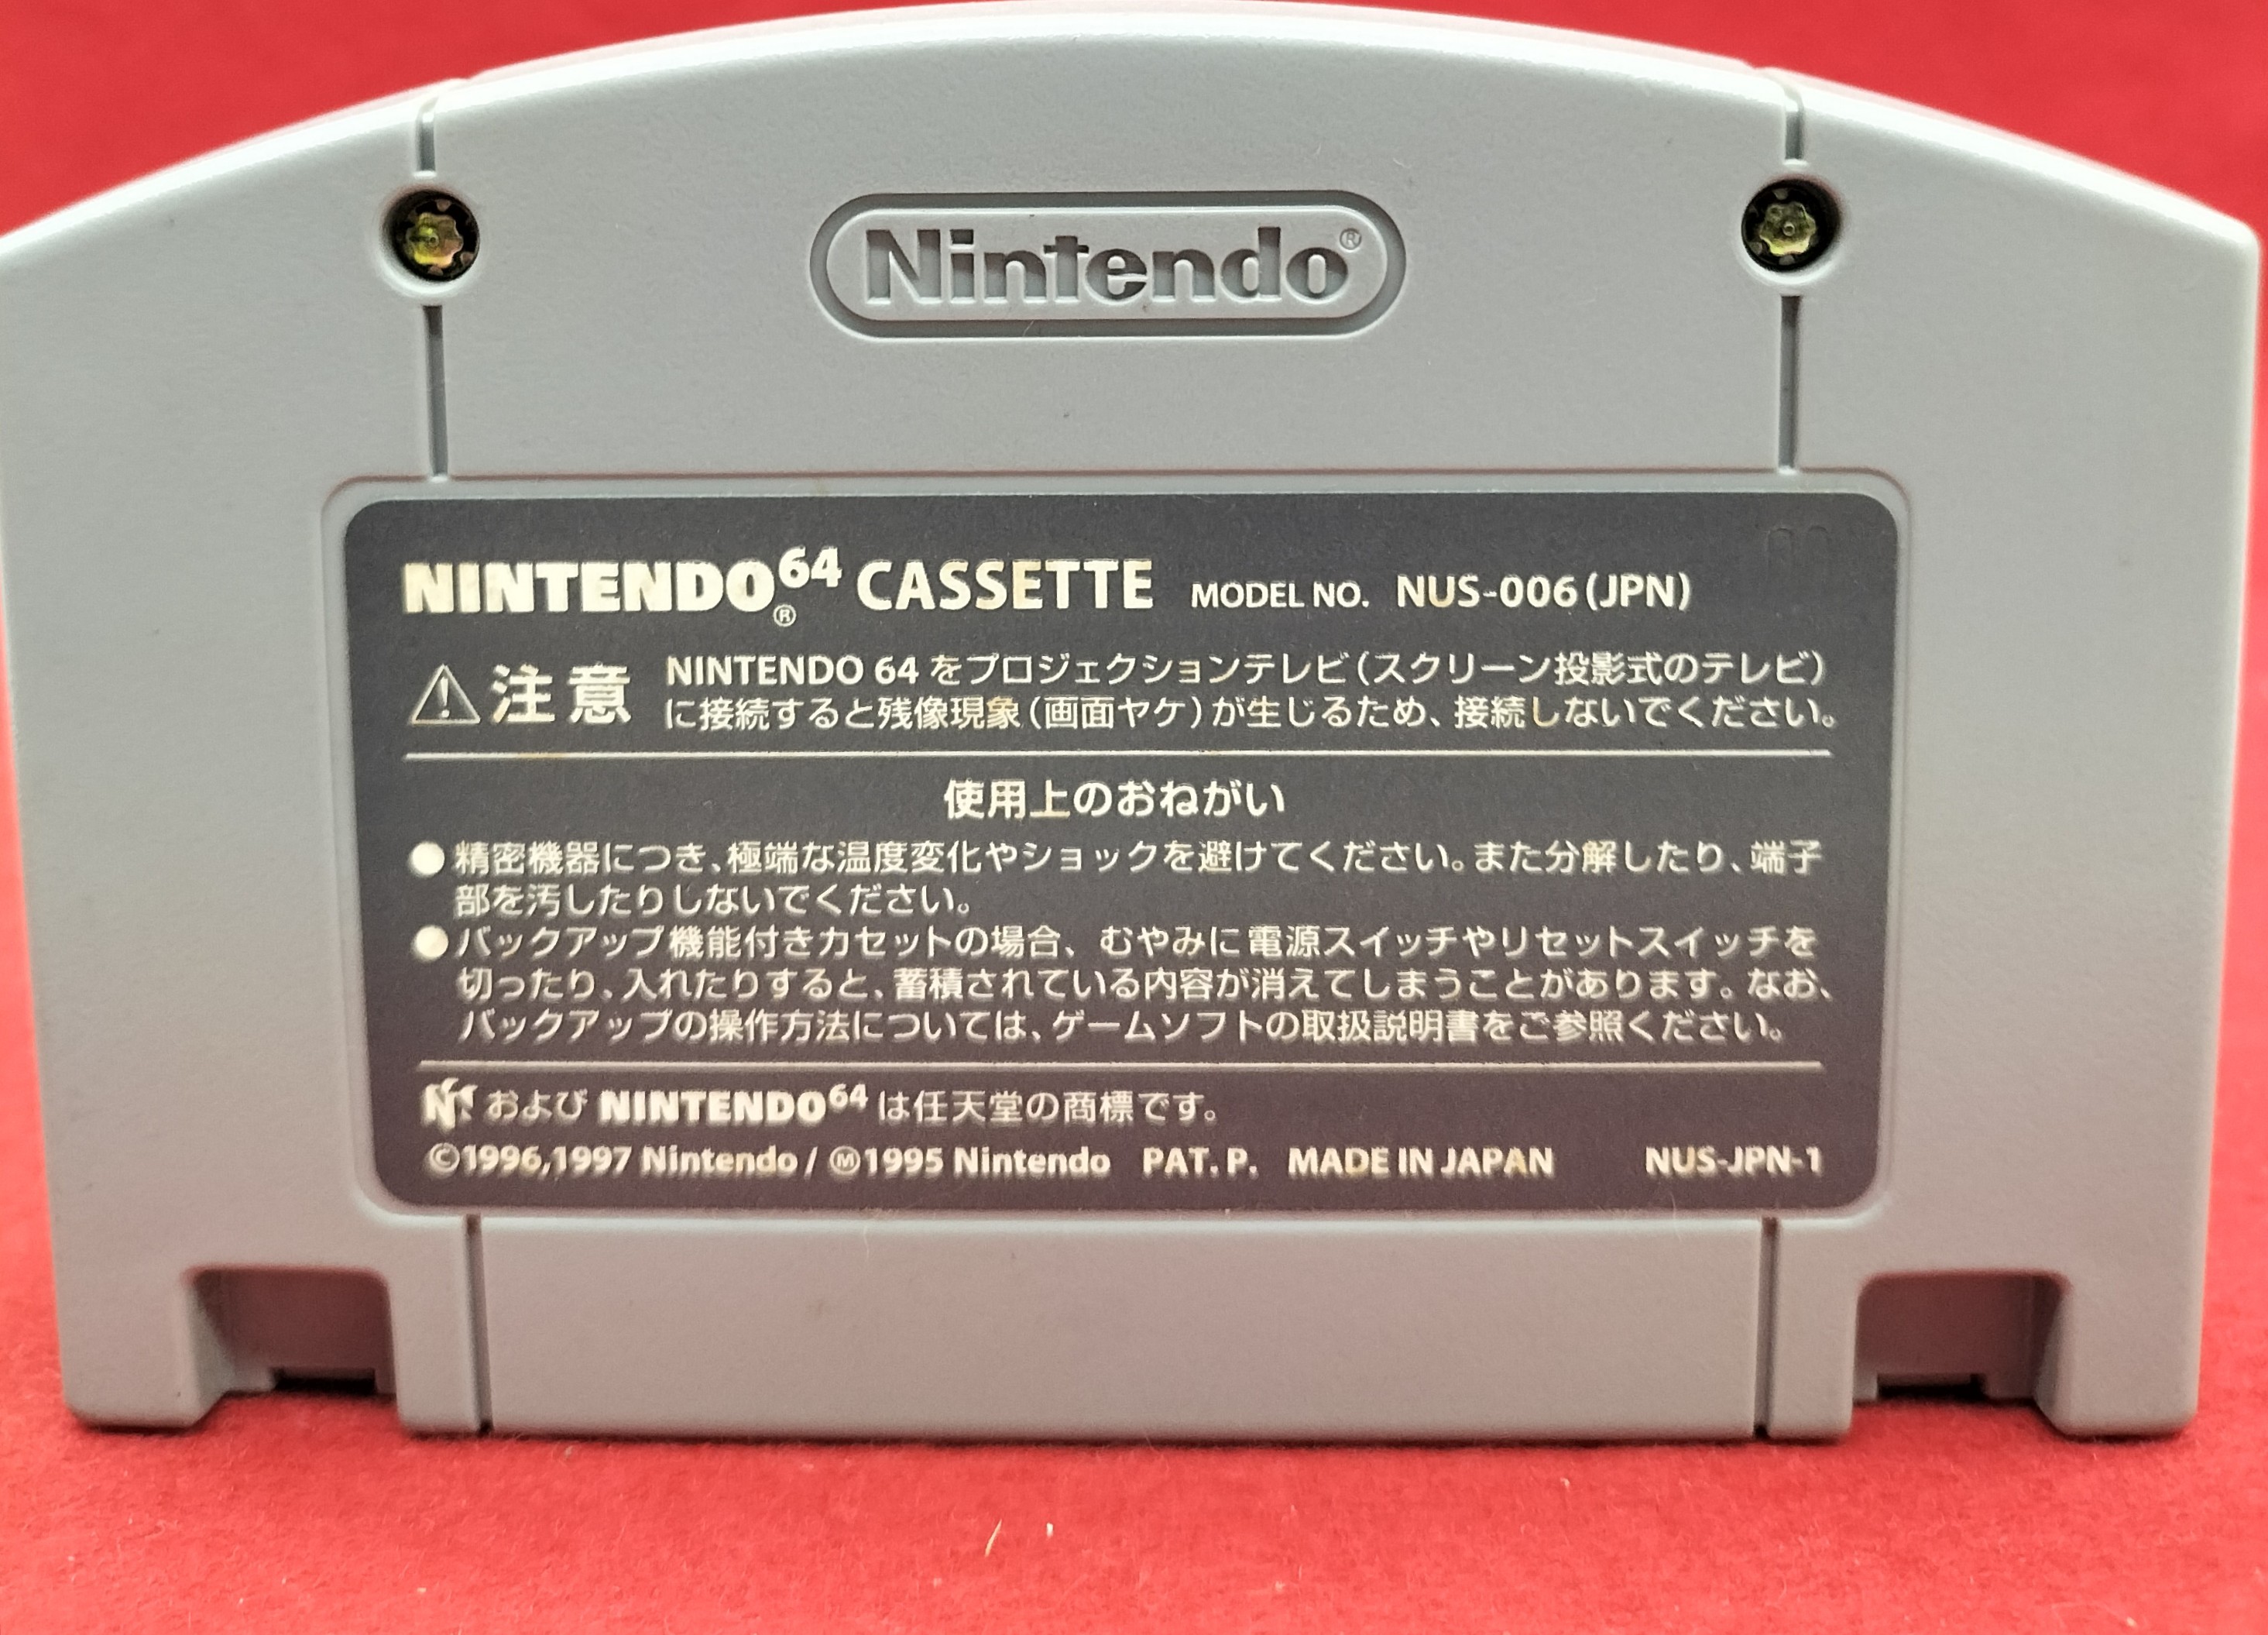 Nintendo®
NINTENDO64® CASSETTE MODEL NO. NUS-006(JPN)
注意 NINTENDO 64 をプロジェクションテレビ(スクリーン投影式のテレビ)
に接続すると残像現象(画面ヤケ)が生じるため、接続しないでください。
使用上のおねがい
●精密機器につき、極端な温度変化やショックを避けてください。また分解したり、端子
部を汚したりしないでください。
●バックアップ機能付きカセットの場合、むやみに電源スイッチやリセットスイッチを
切ったり、入れたりすると、蓄積されている内容が消えてしまうことがあります。なお、
バックアップの操作方法については、ゲームソフトの取扱説明書をご参照ください。
および NINTENDO64 は任天堂の商標です。
©1996,1997 Nintendo / Ⓜ1995 Nintendo PAT. P. MADE IN JAPAN NUS-JPN-1